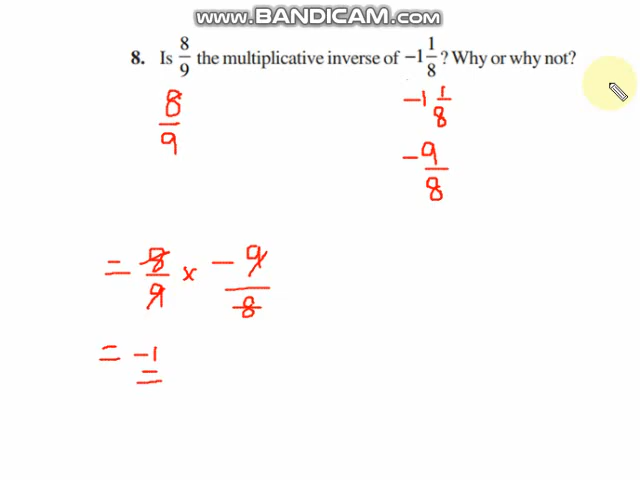 www.BANDICAM.com
8. Is 8/9 the multiplicative inverse of −1 1/8? Why or why not?
8/9
−1 1/8
−9/8
= 8/9 × −9/8
= −1